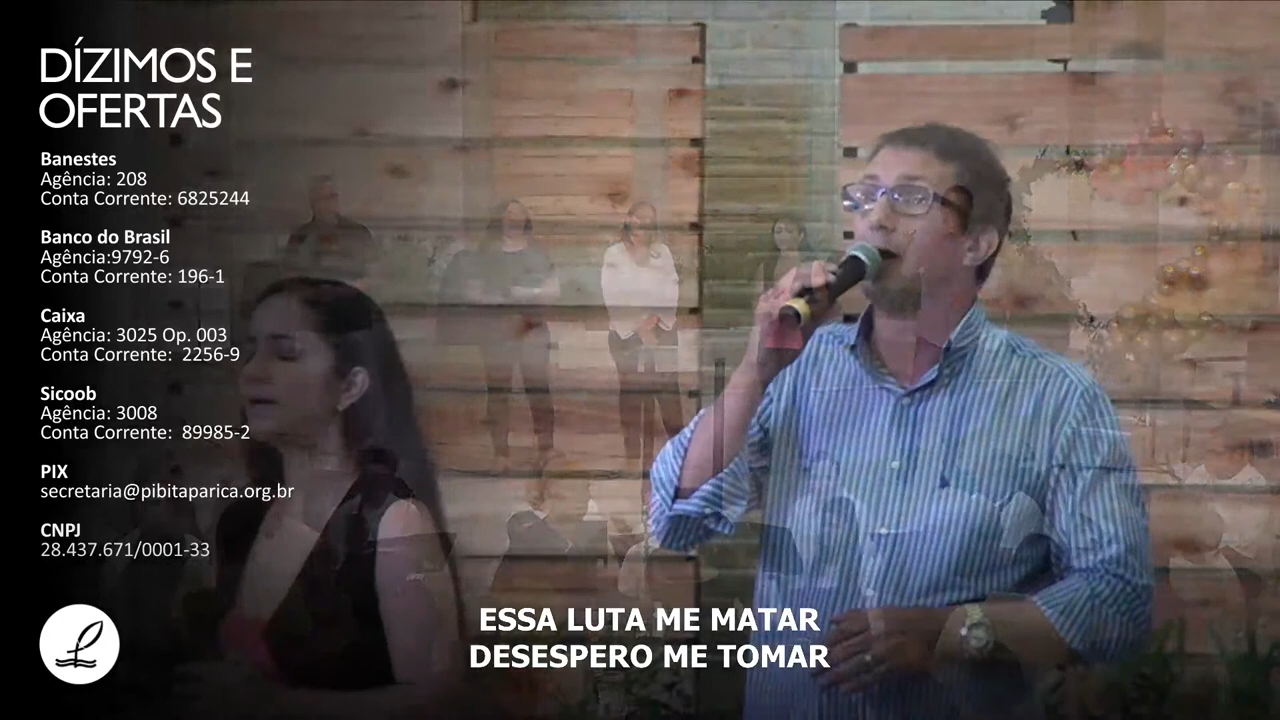 DÍZIMOS E
OFERTAS
Banestes
Agência: 208
Conta Corrente: 6825244
Banco do Brasil
Agência:9792-6
Conta Corrente: 196-1
Caixa
Agência: 3025 Op. 003
Conta Corrente:  2256-9
Sicoob
Agência: 3008
Conta Corrente:  89985-2
PIX
secretaria@pibitaparica.org.br
CNPJ
28.437.671/0001-33
ESSA LUTA ME MATAR
DESESPERO ME TOMAR